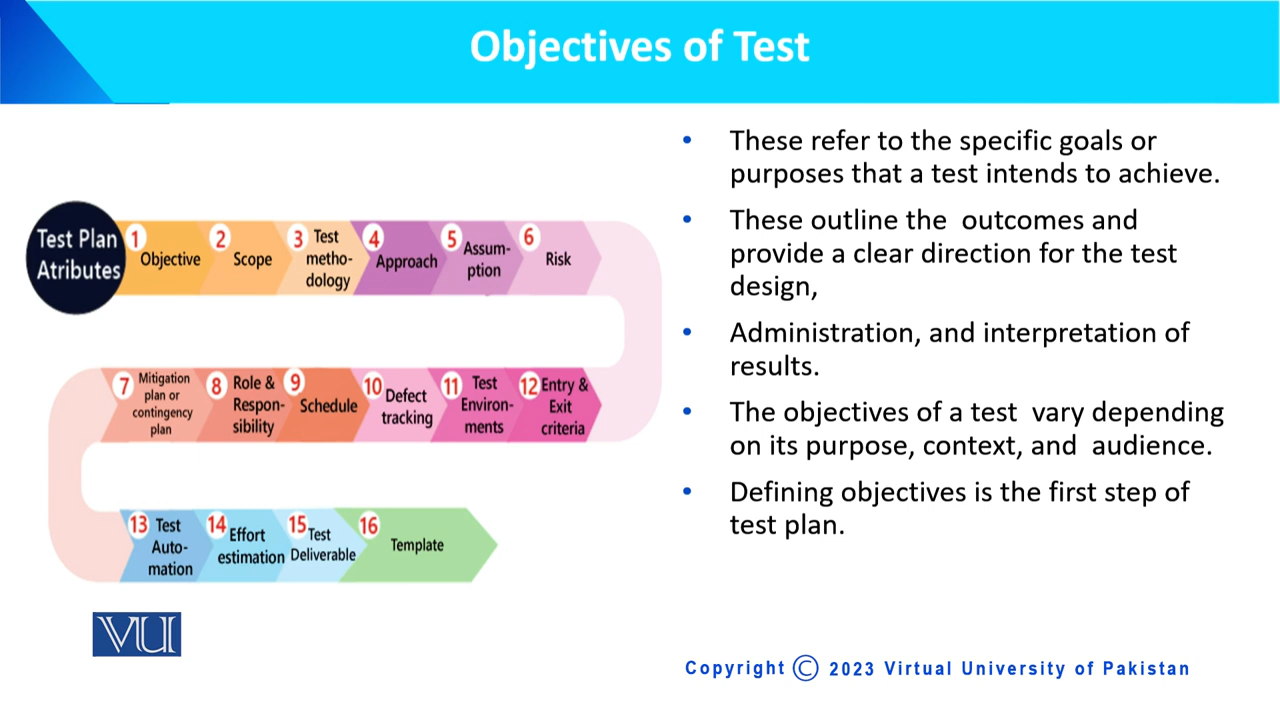 Objectives of Test
Test Plan
Atributes
1
Objective
2
Scope
3
Test
metho-
dology
4
Approach
5
Assum-
ption
6
Risk
7
Mitigation
plan or
contingency
plan
8
Role &
Respon-
sibility
9
Schedule
10
Defect
tracking
11
Test
Environ-
ments
12
Entry &
Exit
criteria
13
Test
Auto-
mation
14
Effort
estimation
15
Test
Deliverable
16
Template
• These refer to the specific goals or
purposes that a test intends to achieve.
• These outline the outcomes and
provide a clear direction for the test
design,
• Administration, and interpretation of
results.
• The objectives of a test vary depending
on its purpose, context, and audience.
• Defining objectives is the first step of
test plan.
VU
Copyright © 2023 Virtual University of Pakistan